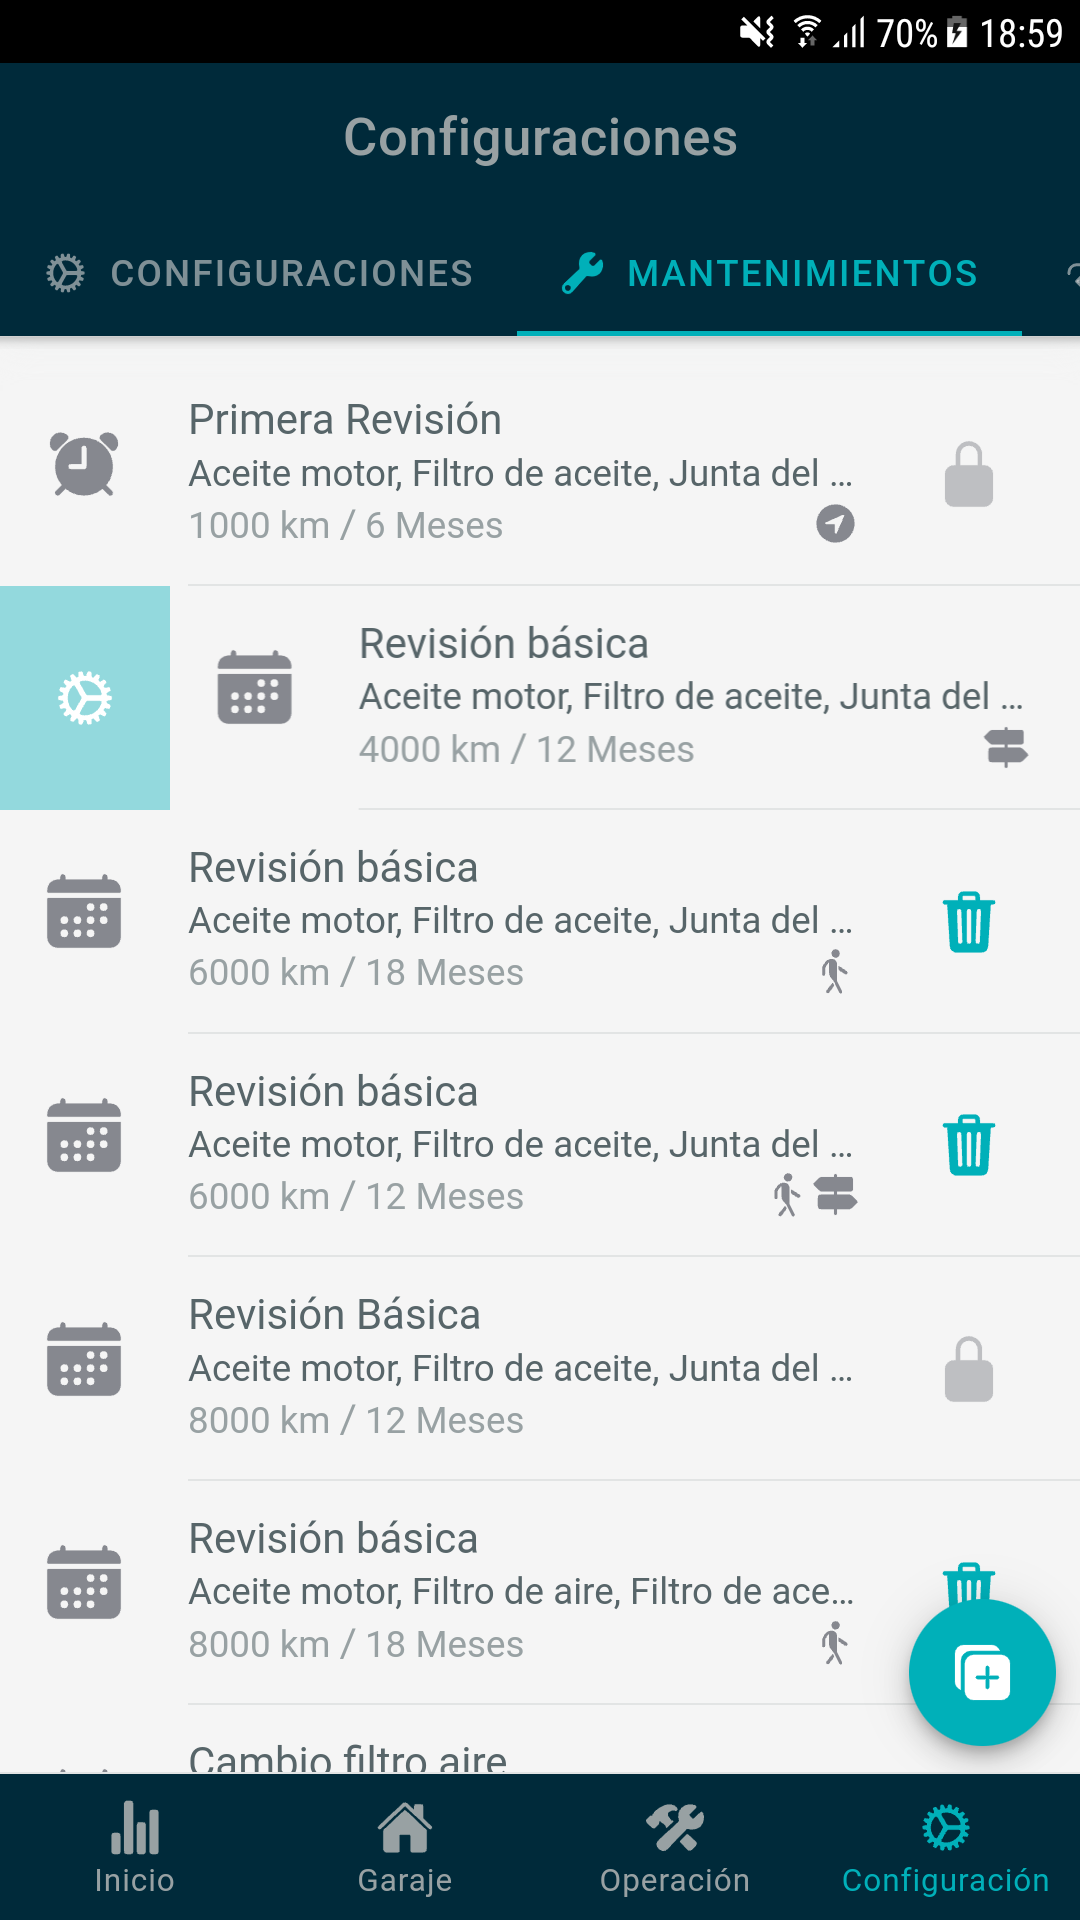 70% 18:59
Configuraciones
CONFIGURACIONES MANTENIMIENTOS
Primera Revisión
Aceite motor, Filtro de aceite, Junta del ...
1000 km / 6 Meses
Revisión básica
Aceite motor, Filtro de aceite, Junta del ...
4000 km / 12 Meses
Revisión básica
Aceite motor, Filtro de aceite, Junta del ...
6000 km / 18 Meses
Revisión básica
Aceite motor, Filtro de aceite, Junta del ...
6000 km / 12 Meses
Revisión Básica
Aceite motor, Filtro de aceite, Junta del ...
8000 km / 12 Meses
Revisión básica
Aceite motor, Filtro de aire, Filtro de ace...
8000 km / 18 Meses
Cambio filtro aire
Inicio Garaje Operación Configuración